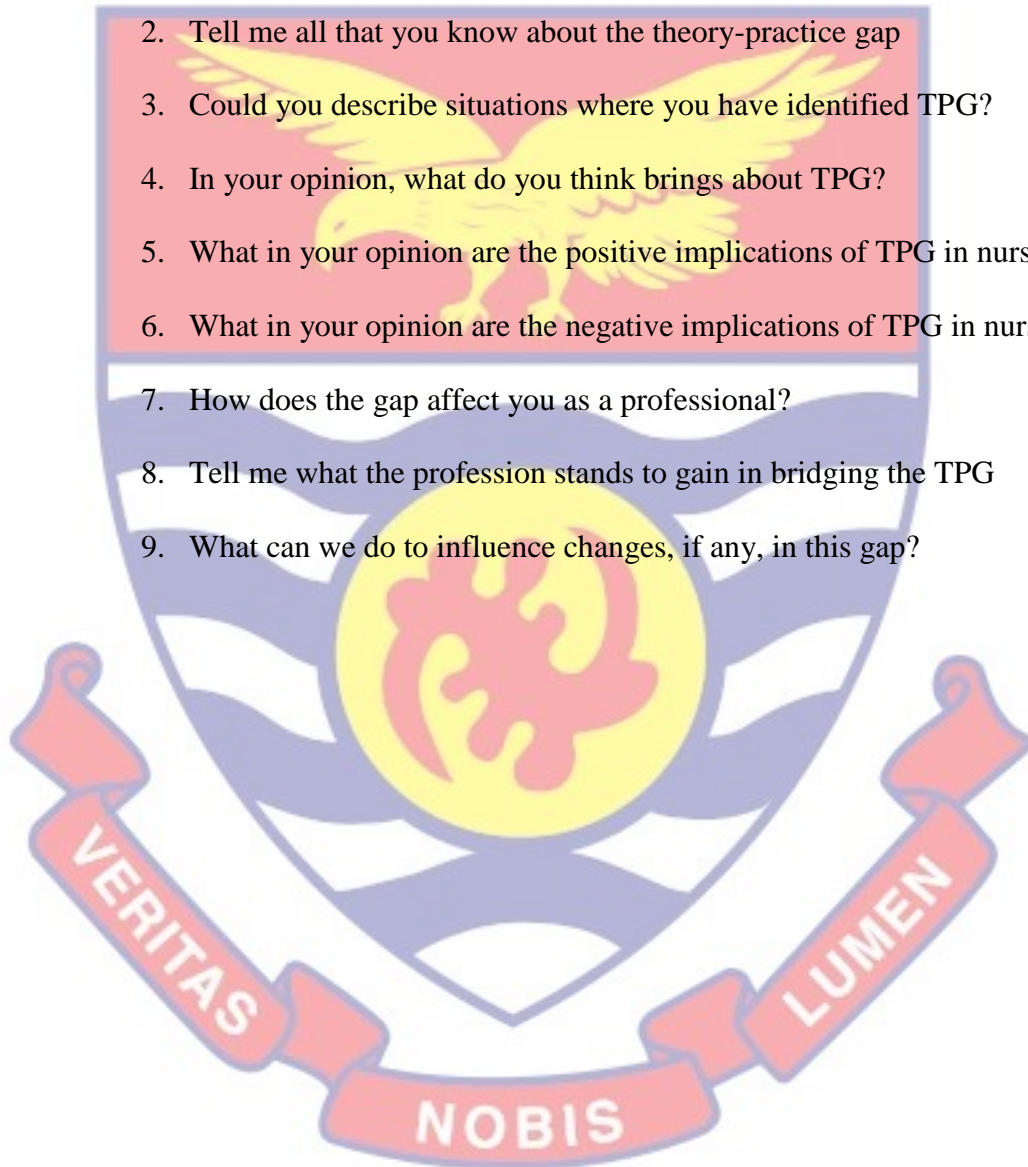 2. Tell me all that you know about the theory-practice gap
3. Could you describe situations where you have identified TPG?
4. In your opinion, what do you think brings about TPG?
5. What in your opinion are the positive implications of TPG in nurs
6. What in your opinion are the negative implications of TPG in nurs
7. How does the gap affect you as a professional?
8. Tell me what the profession stands to gain in bridging the TPG
9. What can we do to influence changes, if any, in this gap?
VERITAS
NOBIS
LUMEN